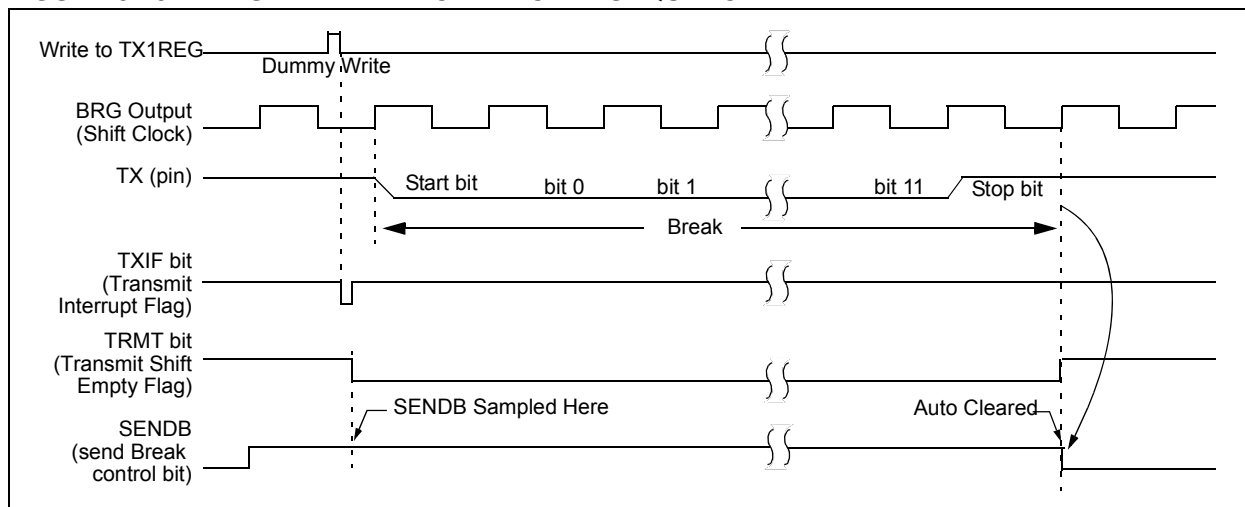 Write to TX1REG
Dummy Write
BRG Output
(Shift Clock)
TX (pin)
Start bit
bit 0
bit 1
bit 11
Stop bit
Break
TXIF bit
(Transmit
Interrupt Flag)
TRMT bit
(Transmit Shift
Empty Flag)
SENDB Sampled Here
Auto Cleared
SENDB
(send Break
control bit)